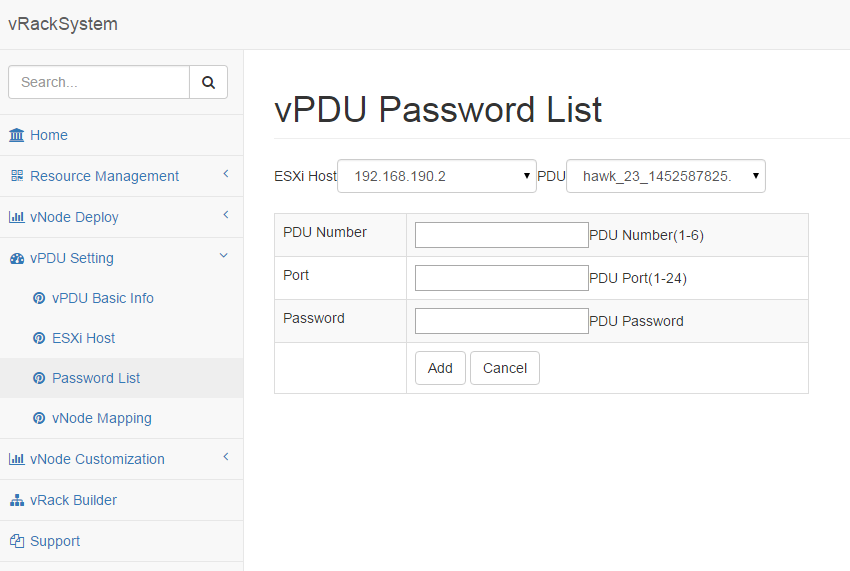 vRackSystem
Search...
Home
Resource Management
vNode Deploy
vPDU Setting
vPDU Basic Info
ESXi Host
Password List
vNode Mapping
vNode Customization
vRack Builder
Support
vPDU Password List
ESXi Host 192.168.190.2 PDU hawk_23_1452587825.
PDU Number PDU Number(1-6)
Port PDU Port(1-24)
Password PDU Password
Add Cancel